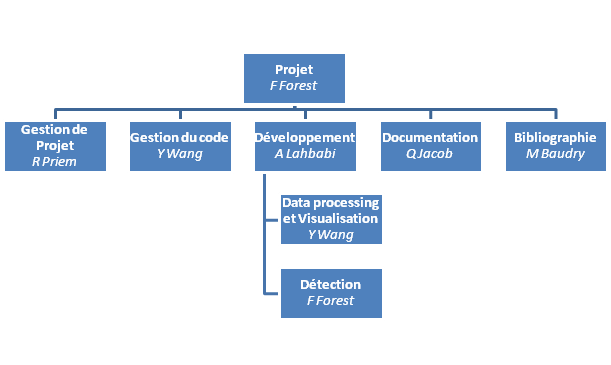 Projet
F Forest
Gestion de
Projet
R Priem
Gestion du code
Y Wang
Développement
A Lahbabi
Documentation
Q Jacob
Bibliographie
M Baudry
Data processing
et Visualisation
Y Wang
Détection
F Forest